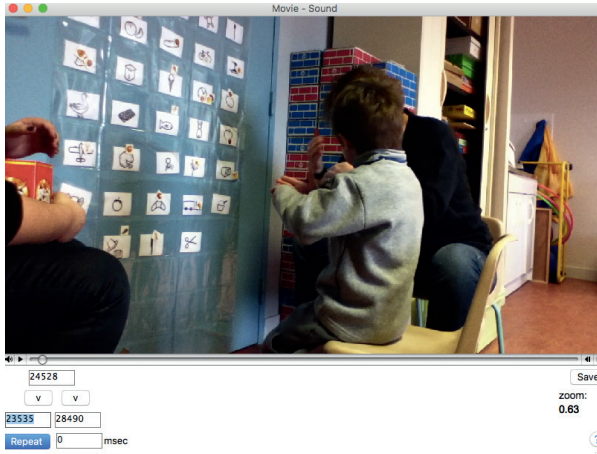 Movie - Sound
24528
Save
v v
zoom:
0.63
23535 28490
Repeat 0 msec
?